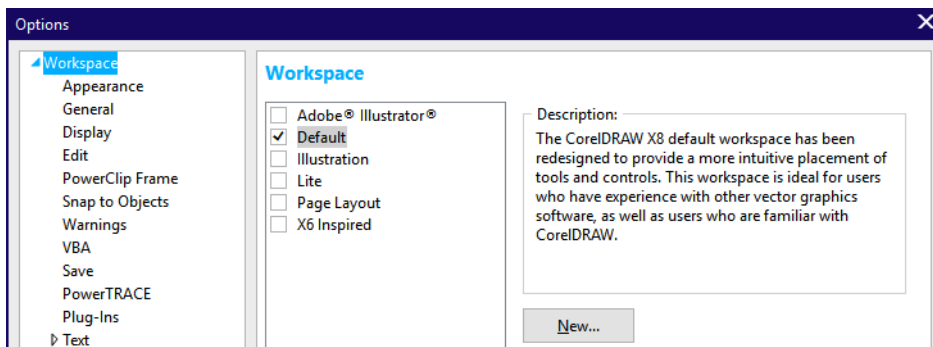 Options
Workspace
Appearance
General
Display
Edit
PowerClip Frame
Snap to Objects
Warnings
VBA
Save
PowerTRACE
Plug-Ins
Text
Workspace
Adobe® Illustrator®
Default
Illustration
Lite
Page Layout
X6 Inspired
Description:
The CorelDRAW X8 default workspace has been
redesigned to provide a more intuitive placement of
tools and controls. This workspace is ideal for users
who have experience with other vector graphics
software, as well as users who are familiar with
CorelDRAW.
New...